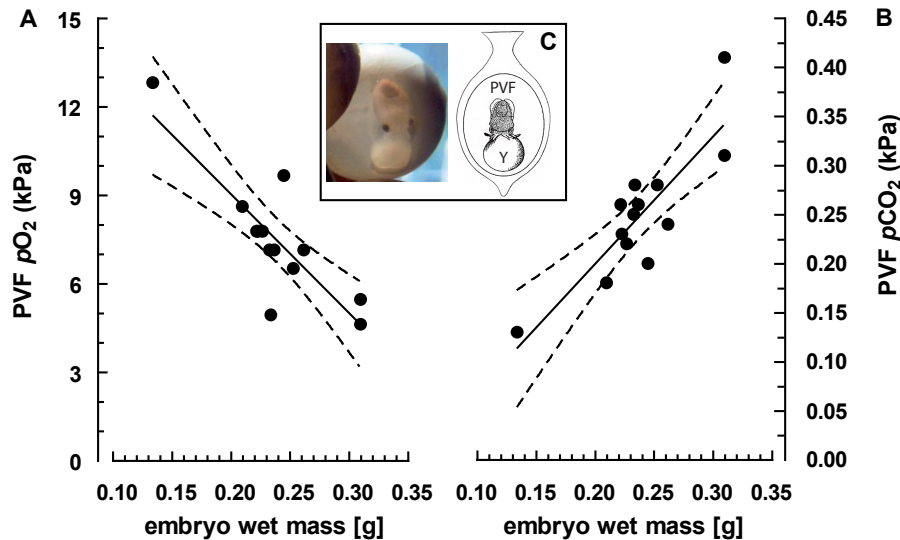 A
15
12
9
6
3
0
PVF pO₂ (kPa)
0.10 0.15 0.20 0.25 0.30 0.35
embryo wet mass [g]
C
PVF
Y
B
0.45
0.40
0.35
0.30
0.25
0.20
0.15
0.10
0.05
0.00
PVF pCO₂ (kPa)
0.10 0.15 0.20 0.25 0.30 0.35
embryo wet mass [g]